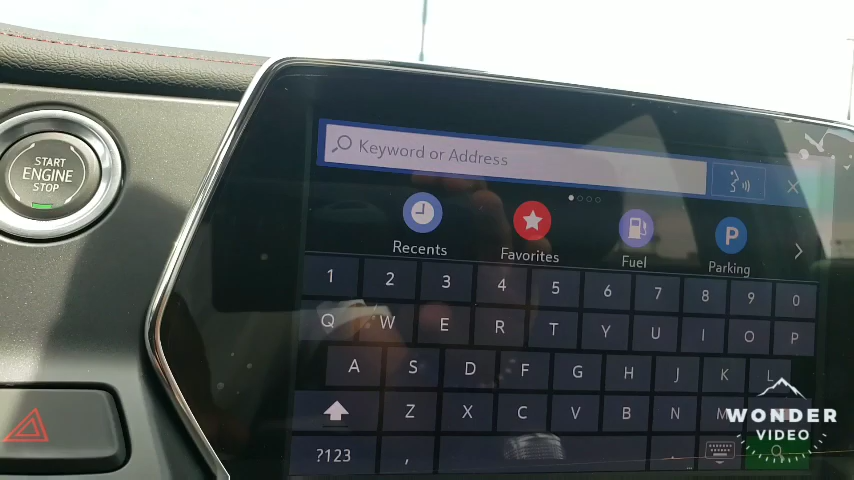 START
ENGINE
STOP
Keyword or Address
Recents
Favorites
Fuel
P
Parking
1 2 3 4 5 6 7 8 9 0
Q W E R T Y U I O P
A S D F G H J K L
Z X C V B N M
?123 , .
WONDER
VIDEO